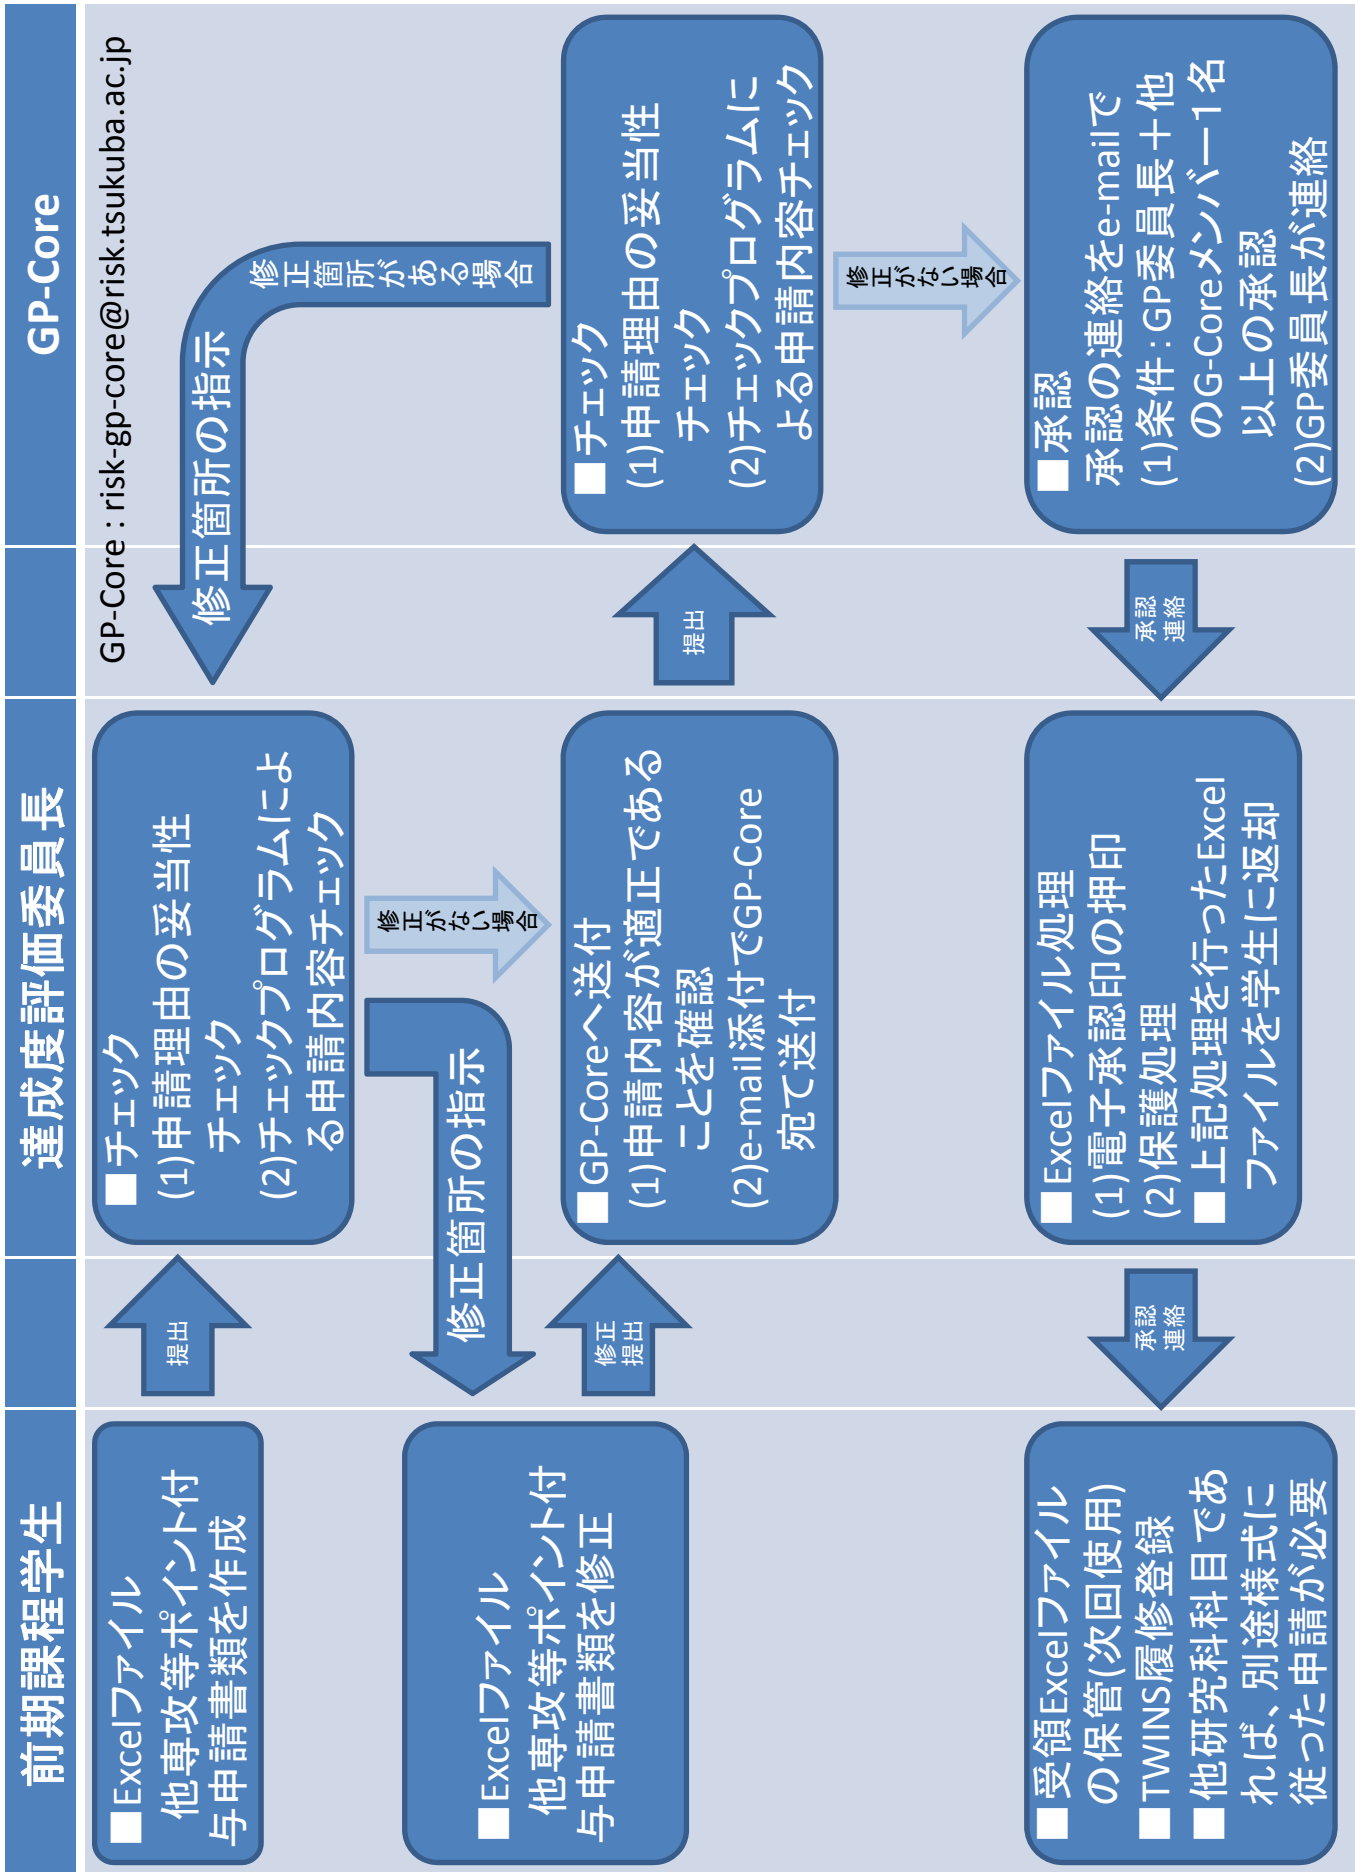 前期課程学生
達成度評価委員長
GP-Core
GP-Core：risk-gp-core@risk.tsukuba.ac.jp
■Excelファイル
他専攻等ポイント付
与申請書類を作成
提出
■チェック
(1)申請理由の妥当性
チェック
(2)チェックプログラムによ
る申請内容チェック
修正箇所の指示
修正箇所がある場合
修正がない場合
修正箇所の指示
■Excelファイル
他専攻等ポイント付
与申請書類を修正
修正
提出
■GP-Coreへ送付
(1)申請内容が適正である
ことを確認
(2)e-mail添付でGP-Core
宛て送付
提出
■チェック
(1)申請理由の妥当性
チェック
(2)チェックプログラムに
よる申請内容チェック
修正がない場合
■承認
承認の連絡をe-mailで
(1)条件：GP委員長＋他
のG-Coreメンバー１名
以上の承認
(2)GP委員長が連絡
承認
連絡
■Excelファイル処理
(1)電子承認印の押印
(2)保護処理
■上記処理を行ったExcel
ファイルを学生に返却
承認
連絡
■受領Excelファイル
の保管(次回使用)
■TWINS履修登録
■他研究科科目であ
れば、別途様式に
従った申請が必要